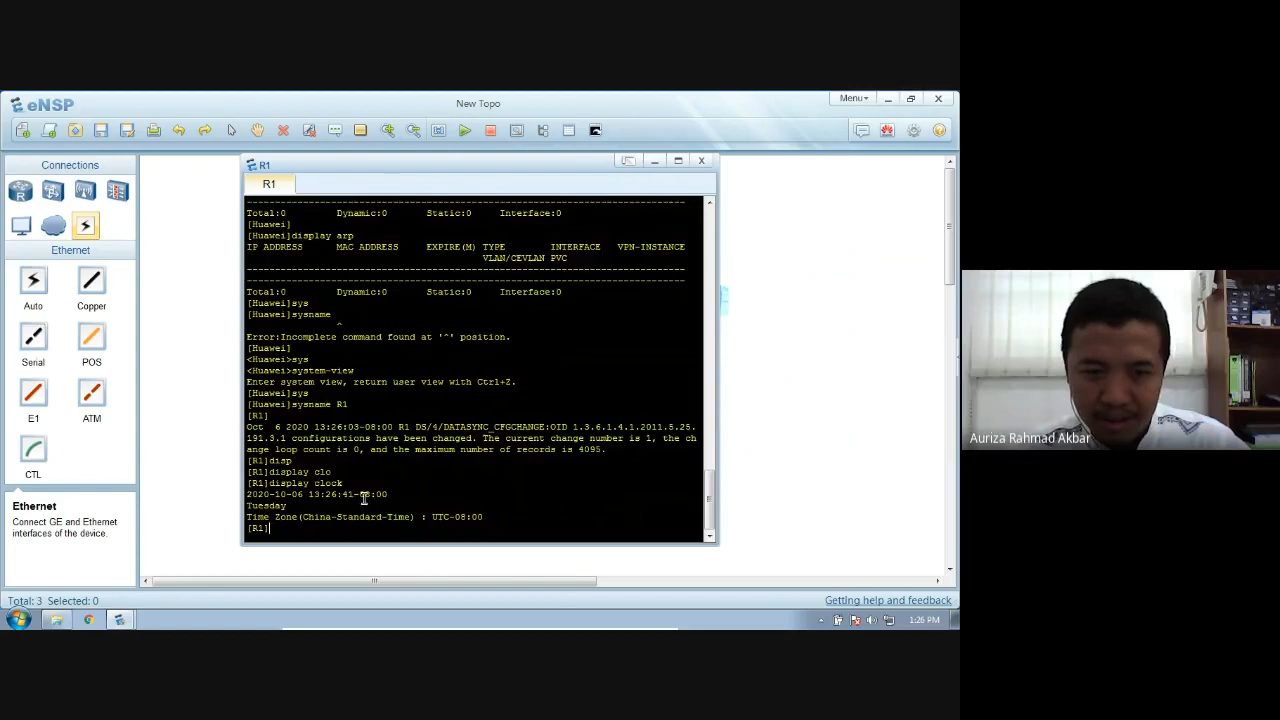 eNSP
New Topo
Menu
Connections
R1
R1
Ethernet
Auto
Copper
Serial
POS
E1
ATM
CTL
Ethernet
Connect GE and Ethernet
interfaces of the device.
--------------------------------------------------------------------------------
Total:0 Dynamic:0 Static:0 Interface:0
[Huawei]
[Huawei]display arp
IP ADDRESS MAC ADDRESS EXPIRE(M) TYPE INTERFACE VPN-INSTANCE
VLAN/CEVLAN PVC
--------------------------------------------------------------------------------
Total:0 Dynamic:0 Static:0 Interface:0
[Huawei]sys
[Huawei]sysname
^
Error:Incomplete command found at '^' position.
[Huawei]
<Huawei>sys
<Huawei>system-view
Enter system view, return user view with Ctrl+Z.
[Huawei]sys
[Huawei]sysname R1
[R1]
Oct 6 2020 13:26:03-08:00 R1 DS/4/DATASYNC_CFGCHANGE:OID 1.3.6.1.4.1.2011.5.25.
191.3.1 configurations have been changed. The current change number is 1, the ch
ange loop count is 0, and the maximum number of records is 4095.
[R1]disp
[R1]display clo
[R1]display clock
2020-10-06 13:26:41-08:00
Tuesday
Time Zone(China-Standard-Time) : UTC-08:00
[R1]
Total: 3 Selected: 0
Getting help and feedback
1:26 PM
Auriza Rahmad Akbar